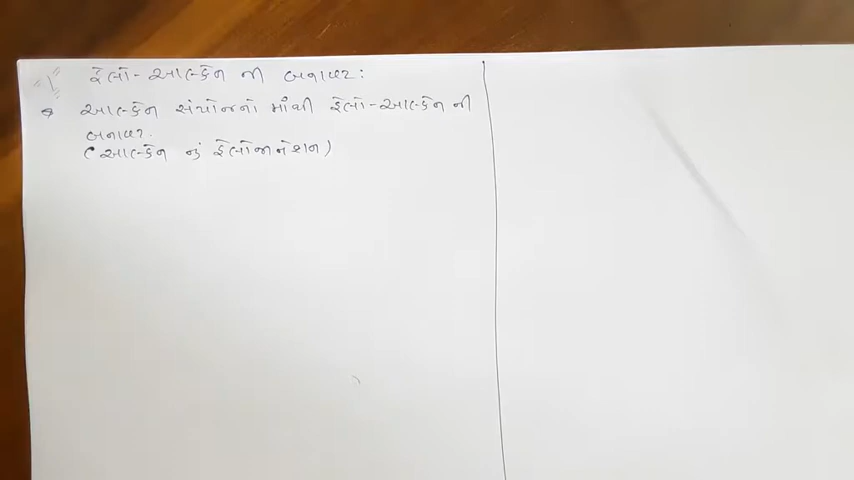 હેલો-આલ્કેન ની બનાવટ:
આલ્કેન સંયોજનો માંથી હેલો-આલ્કેન ની
બનાવટ.
(આલ્કેન નું હેલોજીનેશન)